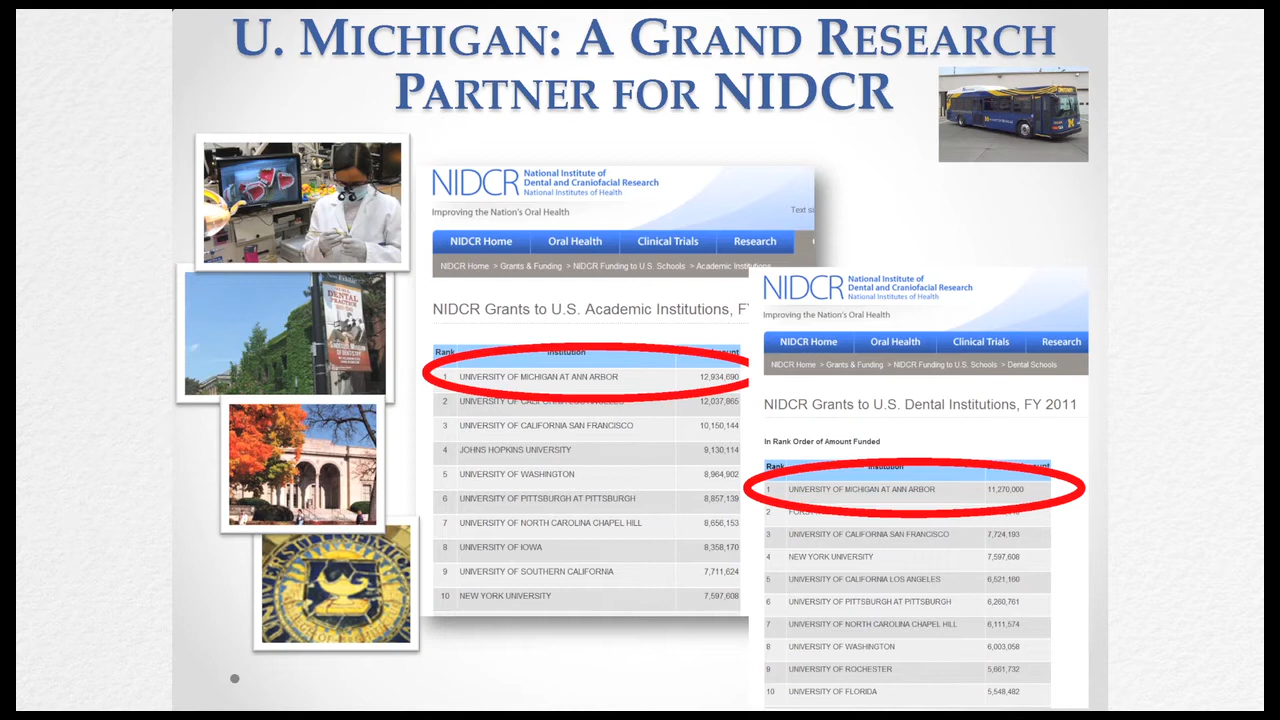 U. MICHIGAN: A GRAND RESEARCH
PARTNER FOR NIDCR
NIDCR National Institute of
Dental and Craniofacial Research
National Institutes of Health
Improving the Nation's Oral Health
Text
NIDCR Home Oral Health Clinical Trials Research
NIDCR Home > Grants & Funding > NIDCR Funding to U.S. Schools > Academic Institutions
NIDCR Grants to U.S. Academic Institutions,
Rank Institution
1 UNIVERSITY OF MICHIGAN AT ANN ARBOR 12,934,690
2 UNIVERSITY OF CALIFORNIA LOS ANGELES 12,037,865
3 UNIVERSITY OF CALIFORNIA SAN FRANCISCO 10,150,144
4 JOHNS HOPKINS UNIVERSITY 9,130,114
5 UNIVERSITY OF WASHINGTON 8,964,902
6 UNIVERSITY OF PITTSBURGH AT PITTSBURGH 8,857,139
7 UNIVERSITY OF NORTH CAROLINA CHAPEL HILL 8,656,153
8 UNIVERSITY OF IOWA 8,358,170
9 UNIVERSITY OF SOUTHERN CALIFORNIA 7,711,624
10 NEW YORK UNIVERSITY 7,597,608
NIDCR National Institute of
Dental and Craniofacial Research
National Institutes of Health
Improving the Nation's Oral Health
NIDCR Home Oral Health Clinical Trials Research
NIDCR Home > Grants & Funding > NIDCR Funding to U.S. Schools > Dental Schools
NIDCR Grants to U.S. Dental Institutions, FY 2011
In Rank Order of Amount Funded
Rank Institution
1 UNIVERSITY OF MICHIGAN AT ANN ARBOR 11,270,000
2
3 UNIVERSITY OF CALIFORNIA SAN FRANCISCO 7,724,193
4 NEW YORK UNIVERSITY 7,597,608
5 UNIVERSITY OF CALIFORNIA LOS ANGELES 6,521,160
6 UNIVERSITY OF PITTSBURGH AT PITTSBURGH 6,260,761
7 UNIVERSITY OF NORTH CAROLINA CHAPEL HILL 6,111,574
8 UNIVERSITY OF WASHINGTON 6,003,058
9 UNIVERSITY OF ROCHESTER 5,661,732
10 UNIVERSITY OF FLORIDA 5,548,482
DENTAL
PRACTICE
M